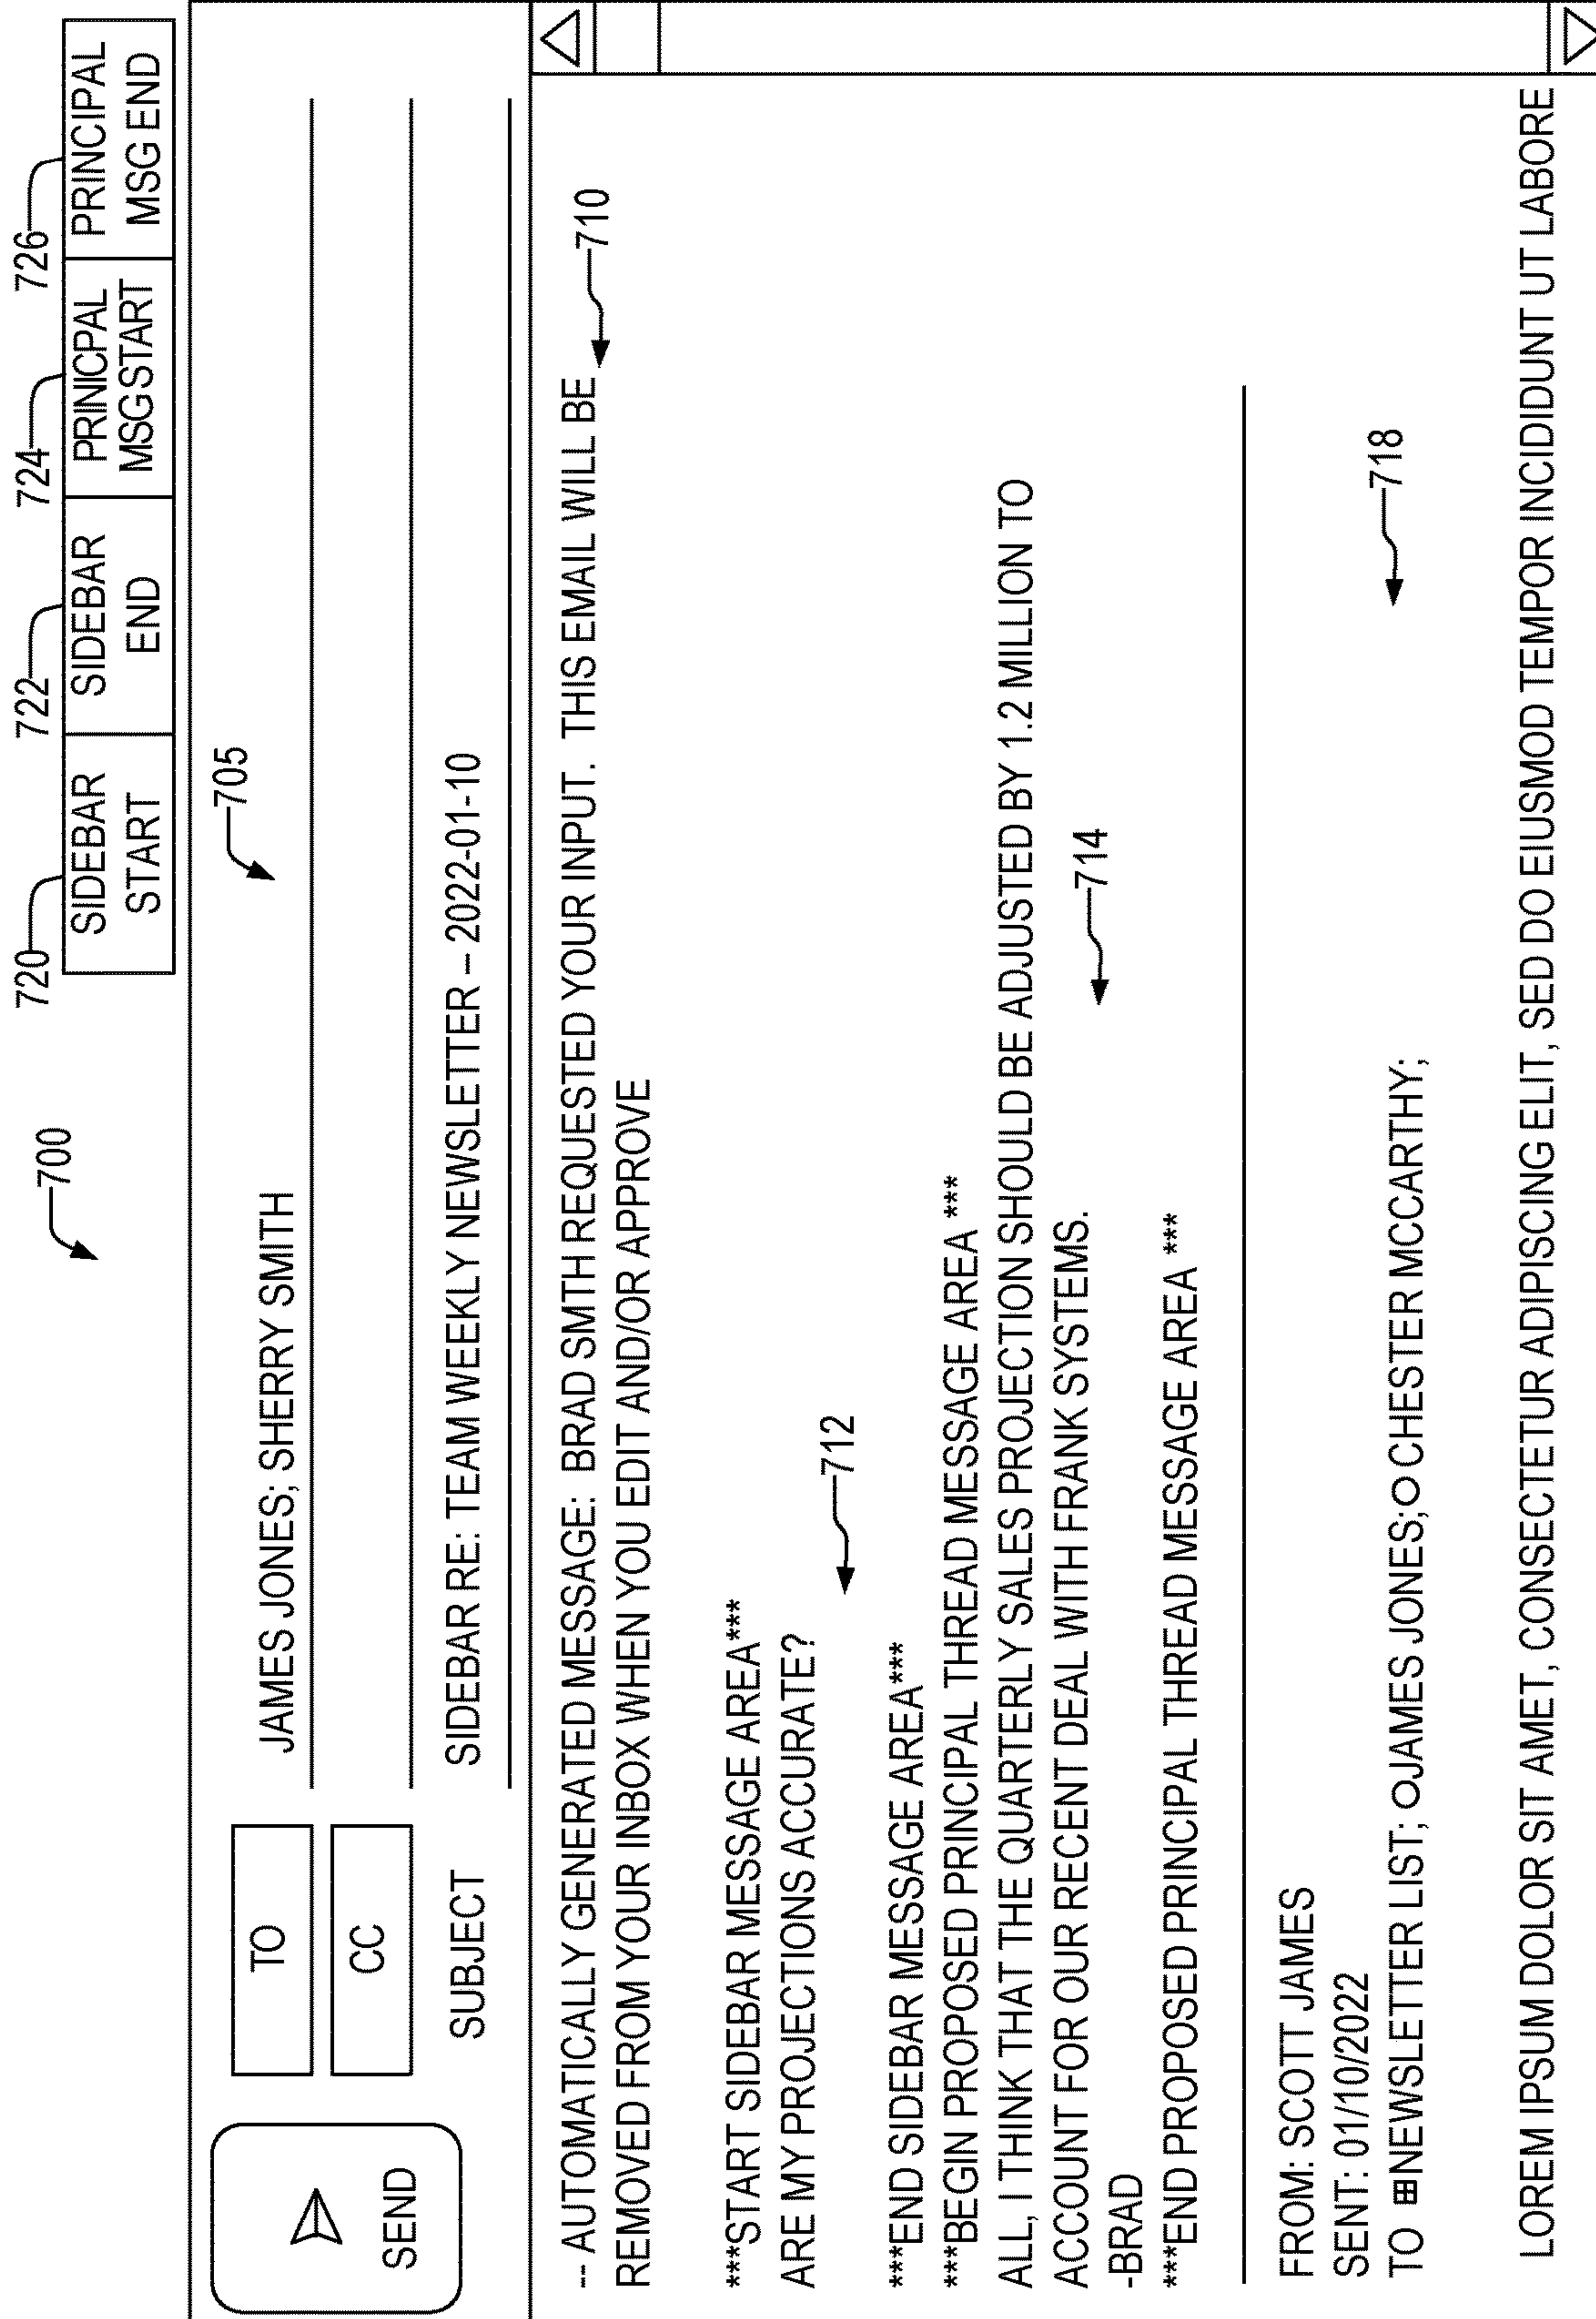 700
720
722
724
726
SIDEBAR
START
SIDEBAR
END
PRINICPAL
MSG START
PRINCIPAL
MSG END
705
SEND
TO
JAMES JONES; SHERRY SMITH
CC
SUBJECT
SIDEBAR RE: TEAM WEEKLY NEWSLETTER – 2022-01-10
-- AUTOMATICALLY GENERATED MESSAGE: BRAD SMTH REQUESTED YOUR INPUT. THIS EMAIL WILL BE
REMOVED FROM YOUR INBOX WHEN YOU EDIT AND/OR APPROVE
710
***START SIDEBAR MESSAGE AREA***
ARE MY PROJECTIONS ACCURATE?
712
***END SIDEBAR MESSAGE AREA***
***BEGIN PROPOSED PRINCIPAL THREAD MESSAGE AREA ***
ALL, I THINK THAT THE QUARTERLY SALES PROJECTION SHOULD BE ADJUSTED BY 1.2 MILLION TO
ACCOUNT FOR OUR RECENT DEAL WITH FRANK SYSTEMS.
714
-BRAD
***END PROPOSED PRINCIPAL THREAD MESSAGE AREA ***
FROM: SCOTT JAMES
SENT: 01/10/2022
TO ⊞NEWSLETTER LIST; OJAMES JONES;O CHESTER MCCARTHY;
718
LOREM IPSUM DOLOR SIT AMET, CONSECTETUR ADIPISCING ELIT, SED DO EIUSMOD TEMPOR INCIDIDUNT UT LABORE